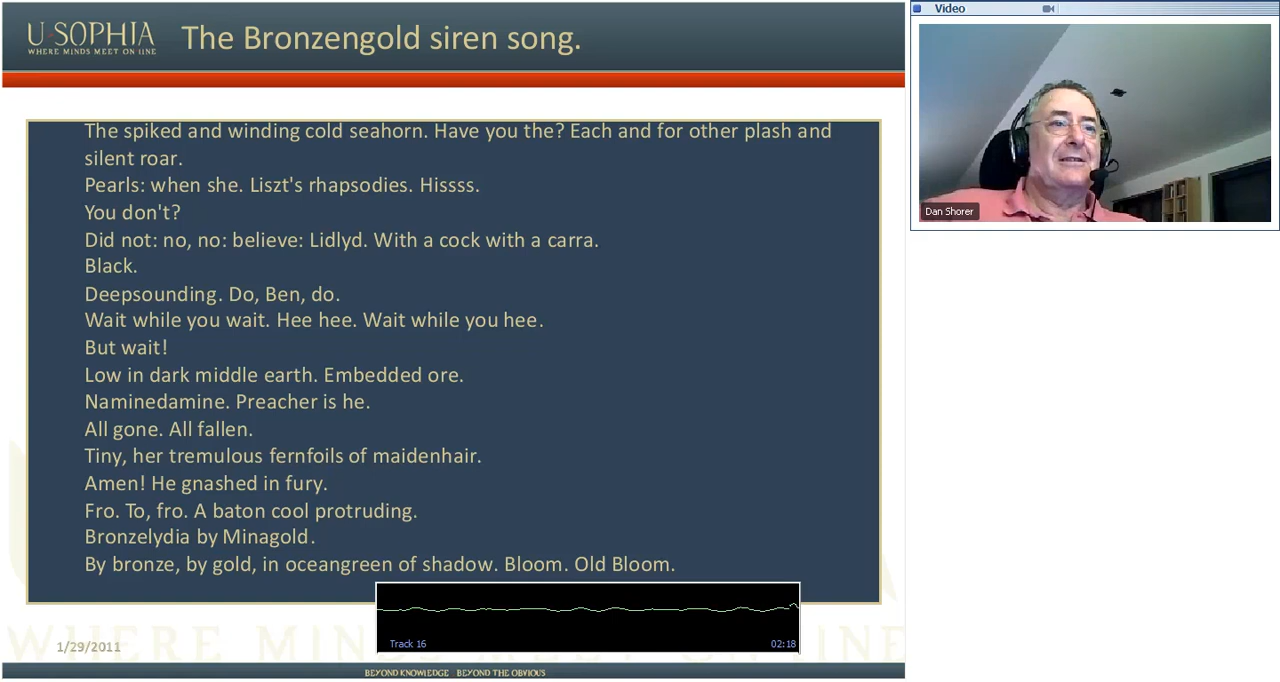 U-SOPHIA
WHERE MINDS MEET ON LINE
The Bronzengold siren song.
Video
The spiked and winding cold seahorn. Have you the? Each and for other plash and
silent roar.
Pearls: when she. Liszt's rhapsodies. Hissss.
You don't?
Did not: no, no: believe: Lidlyd. With a cock with a carra.
Black.
Deepsounding. Do, Ben, do.
Wait while you wait. Hee hee. Wait while you hee.
But wait!
Low in dark middle earth. Embedded ore.
Naminedamine. Preacher is he.
All gone. All fallen.
Tiny, her tremulous fernfoils of maidenhair.
Amen! He gnashed in fury.
Fro. To, fro. A baton cool protruding.
Bronzelydia by Minagold.
By bronze, by gold, in oceangreen of shadow. Bloom. Old Bloom.
Dan Shorer
Track 16
02:18
1/29/2011
BEYOND KNOWLEDGE BEYOND THE OBVIOUS